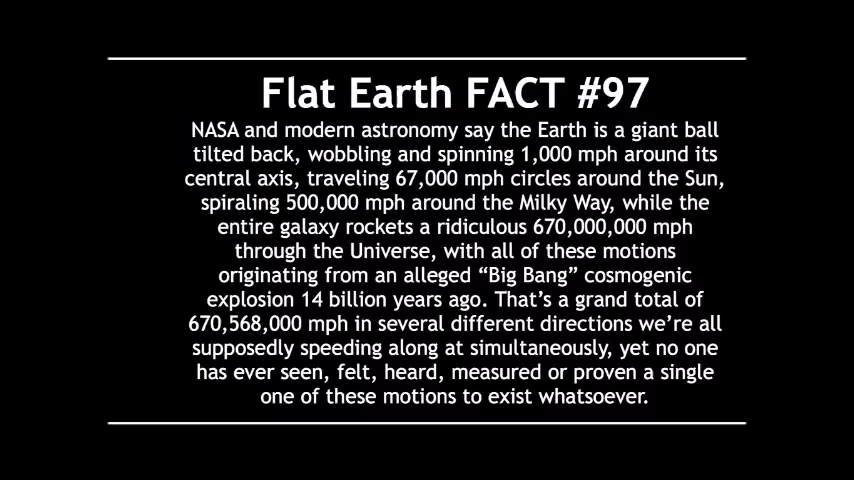 Flat Earth FACT #97
NASA and modern astronomy say the Earth is a giant ball
tilted back, wobbling and spinning 1,000 mph around its
central axis, traveling 67,000 mph circles around the Sun,
spiraling 500,000 mph around the Milky Way, while the
entire galaxy rockets a ridiculous 670,000,000 mph
through the Universe, with all of these motions
originating from an alleged “Big Bang” cosmogenic
explosion 14 billion years ago. That’s a grand total of
670,568,000 mph in several different directions we’re all
supposedly speeding along at simultaneously, yet no one
has ever seen, felt, heard, measured or proven a single
one of these motions to exist whatsoever.